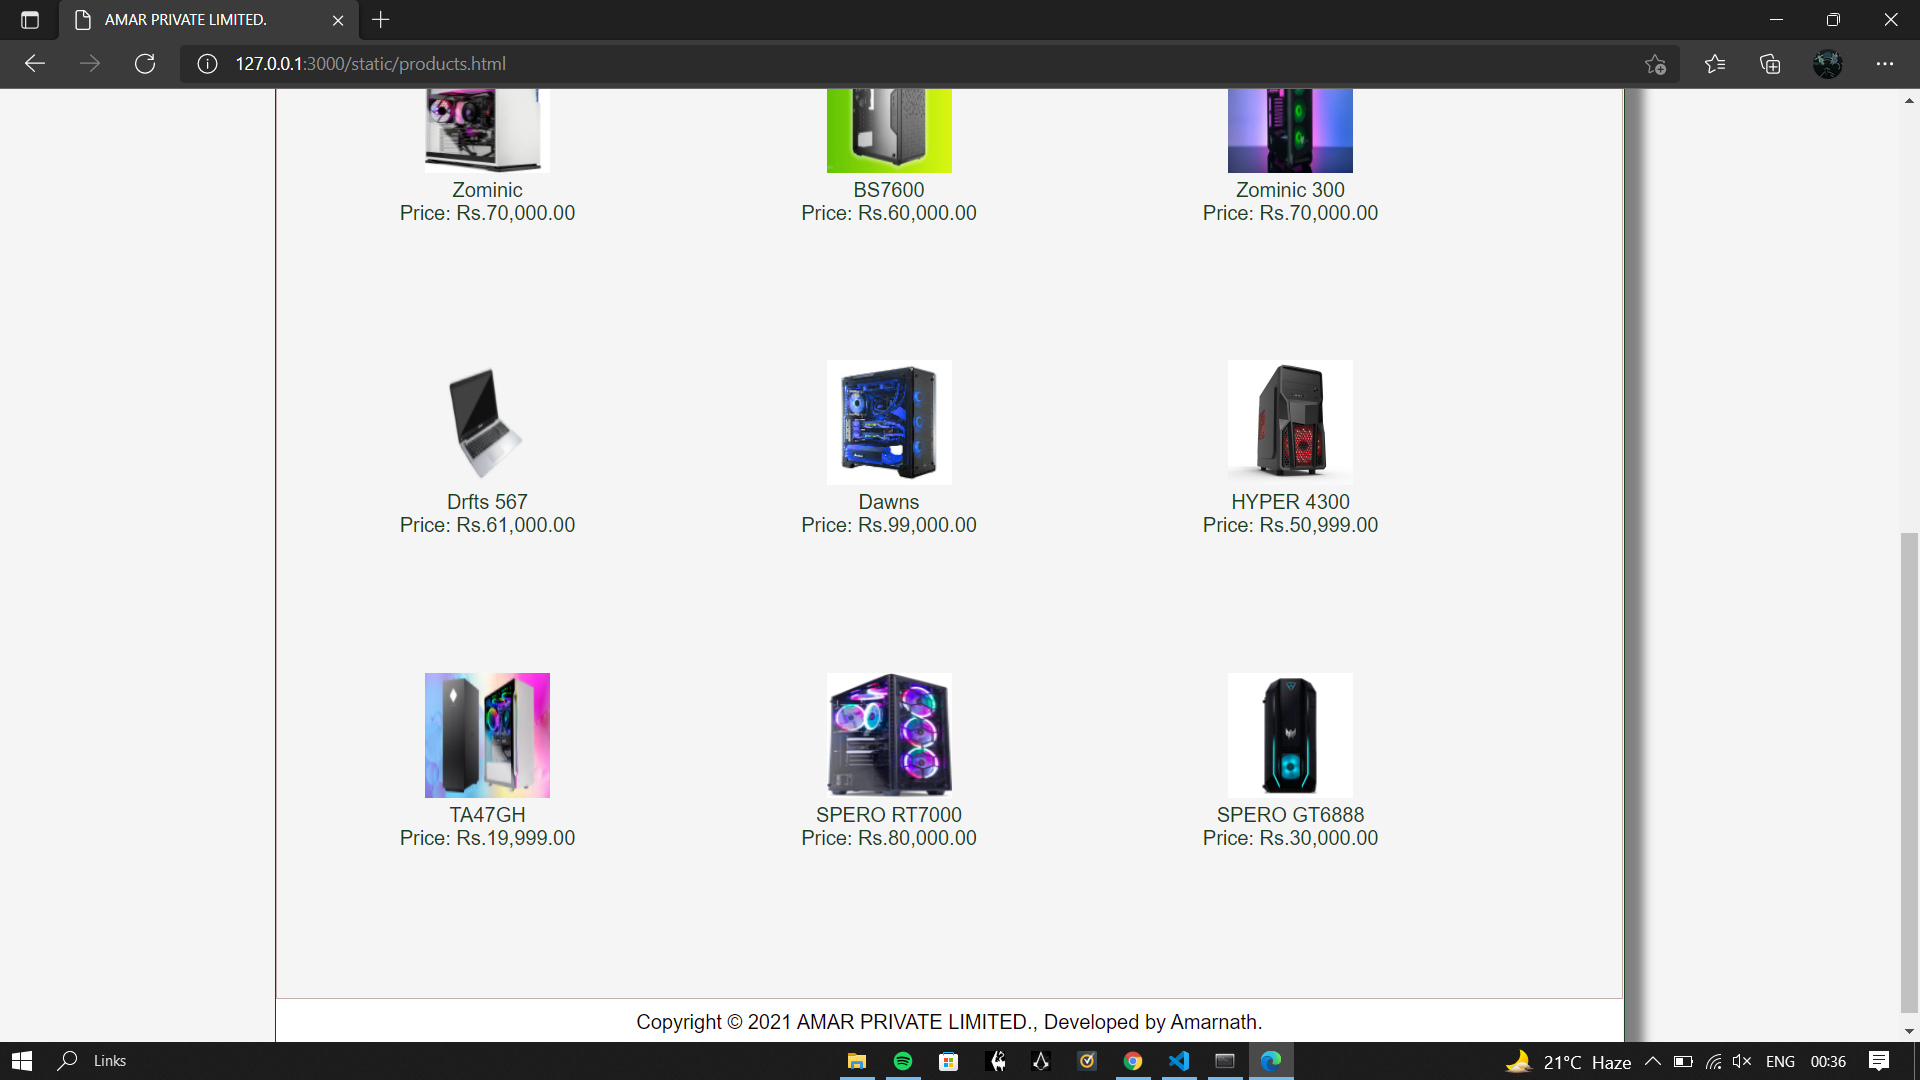 AMAR PRIVATE LIMITED.
127.0.0.1:3000/static/products.html
Zominic
Price: Rs.70,000.00
BS7600
Price: Rs.60,000.00
Zominic 300
Price: Rs.70,000.00
Drfts 567
Price: Rs.61,000.00
Dawns
Price: Rs.99,000.00
HYPER 4300
Price: Rs.50,999.00
TA47GH
Price: Rs.19,999.00
SPERO RT7000
Price: Rs.80,000.00
SPERO GT6888
Price: Rs.30,000.00
Copyright © 2021 AMAR PRIVATE LIMITED., Developed by Amarnath.
Links
21°C Haze
ENG
00:36